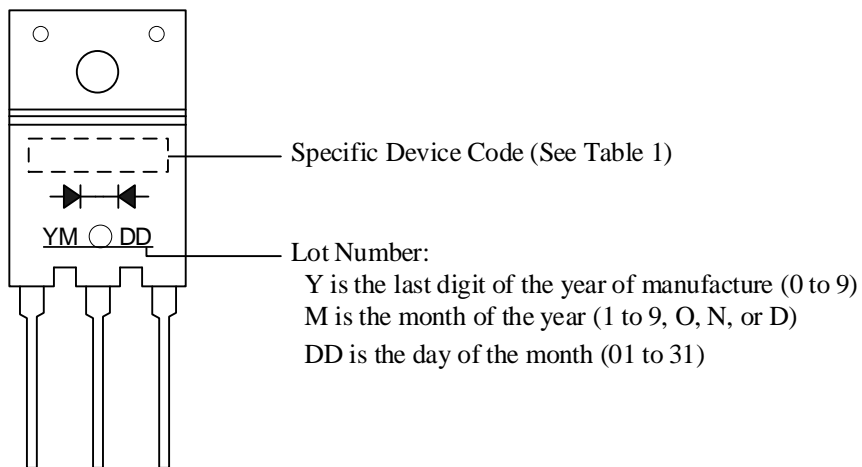 Specific Device Code (See Table 1)
YM DD
Lot Number:
Y is the last digit of the year of manufacture (0 to 9)
M is the month of the year (1 to 9, O, N, or D)
DD is the day of the month (01 to 31)